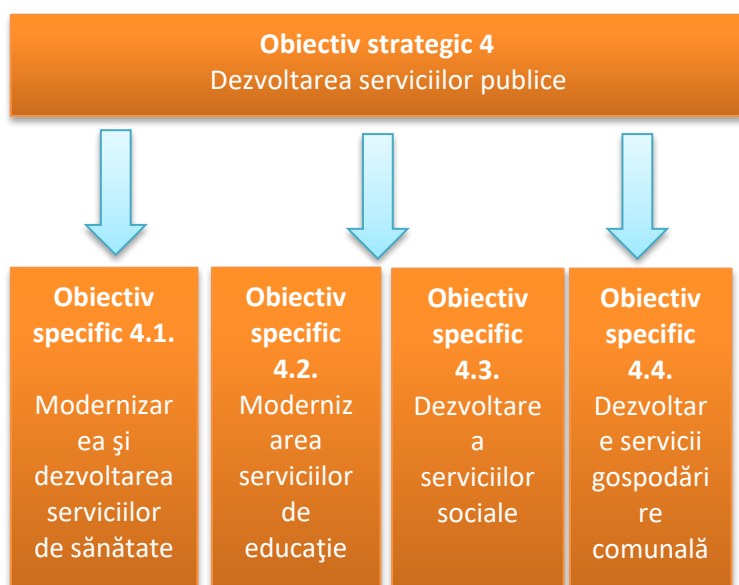 Obiectiv strategic 4
Dezvoltarea serviciilor publice
Obiectiv
specific 4.1.
Modernizar
ea şi
dezvoltarea
serviciilor
de sănătate
Obiectiv
specific
4.2.
Moderniz
area
serviciilor
de
educaţie
Obiectiv
specific
4.3.
Dezvoltare
a
serviciilor
sociale
Obiectiv
specific
4.4.
Dezvoltar
e servicii
gospodări
re
comunală